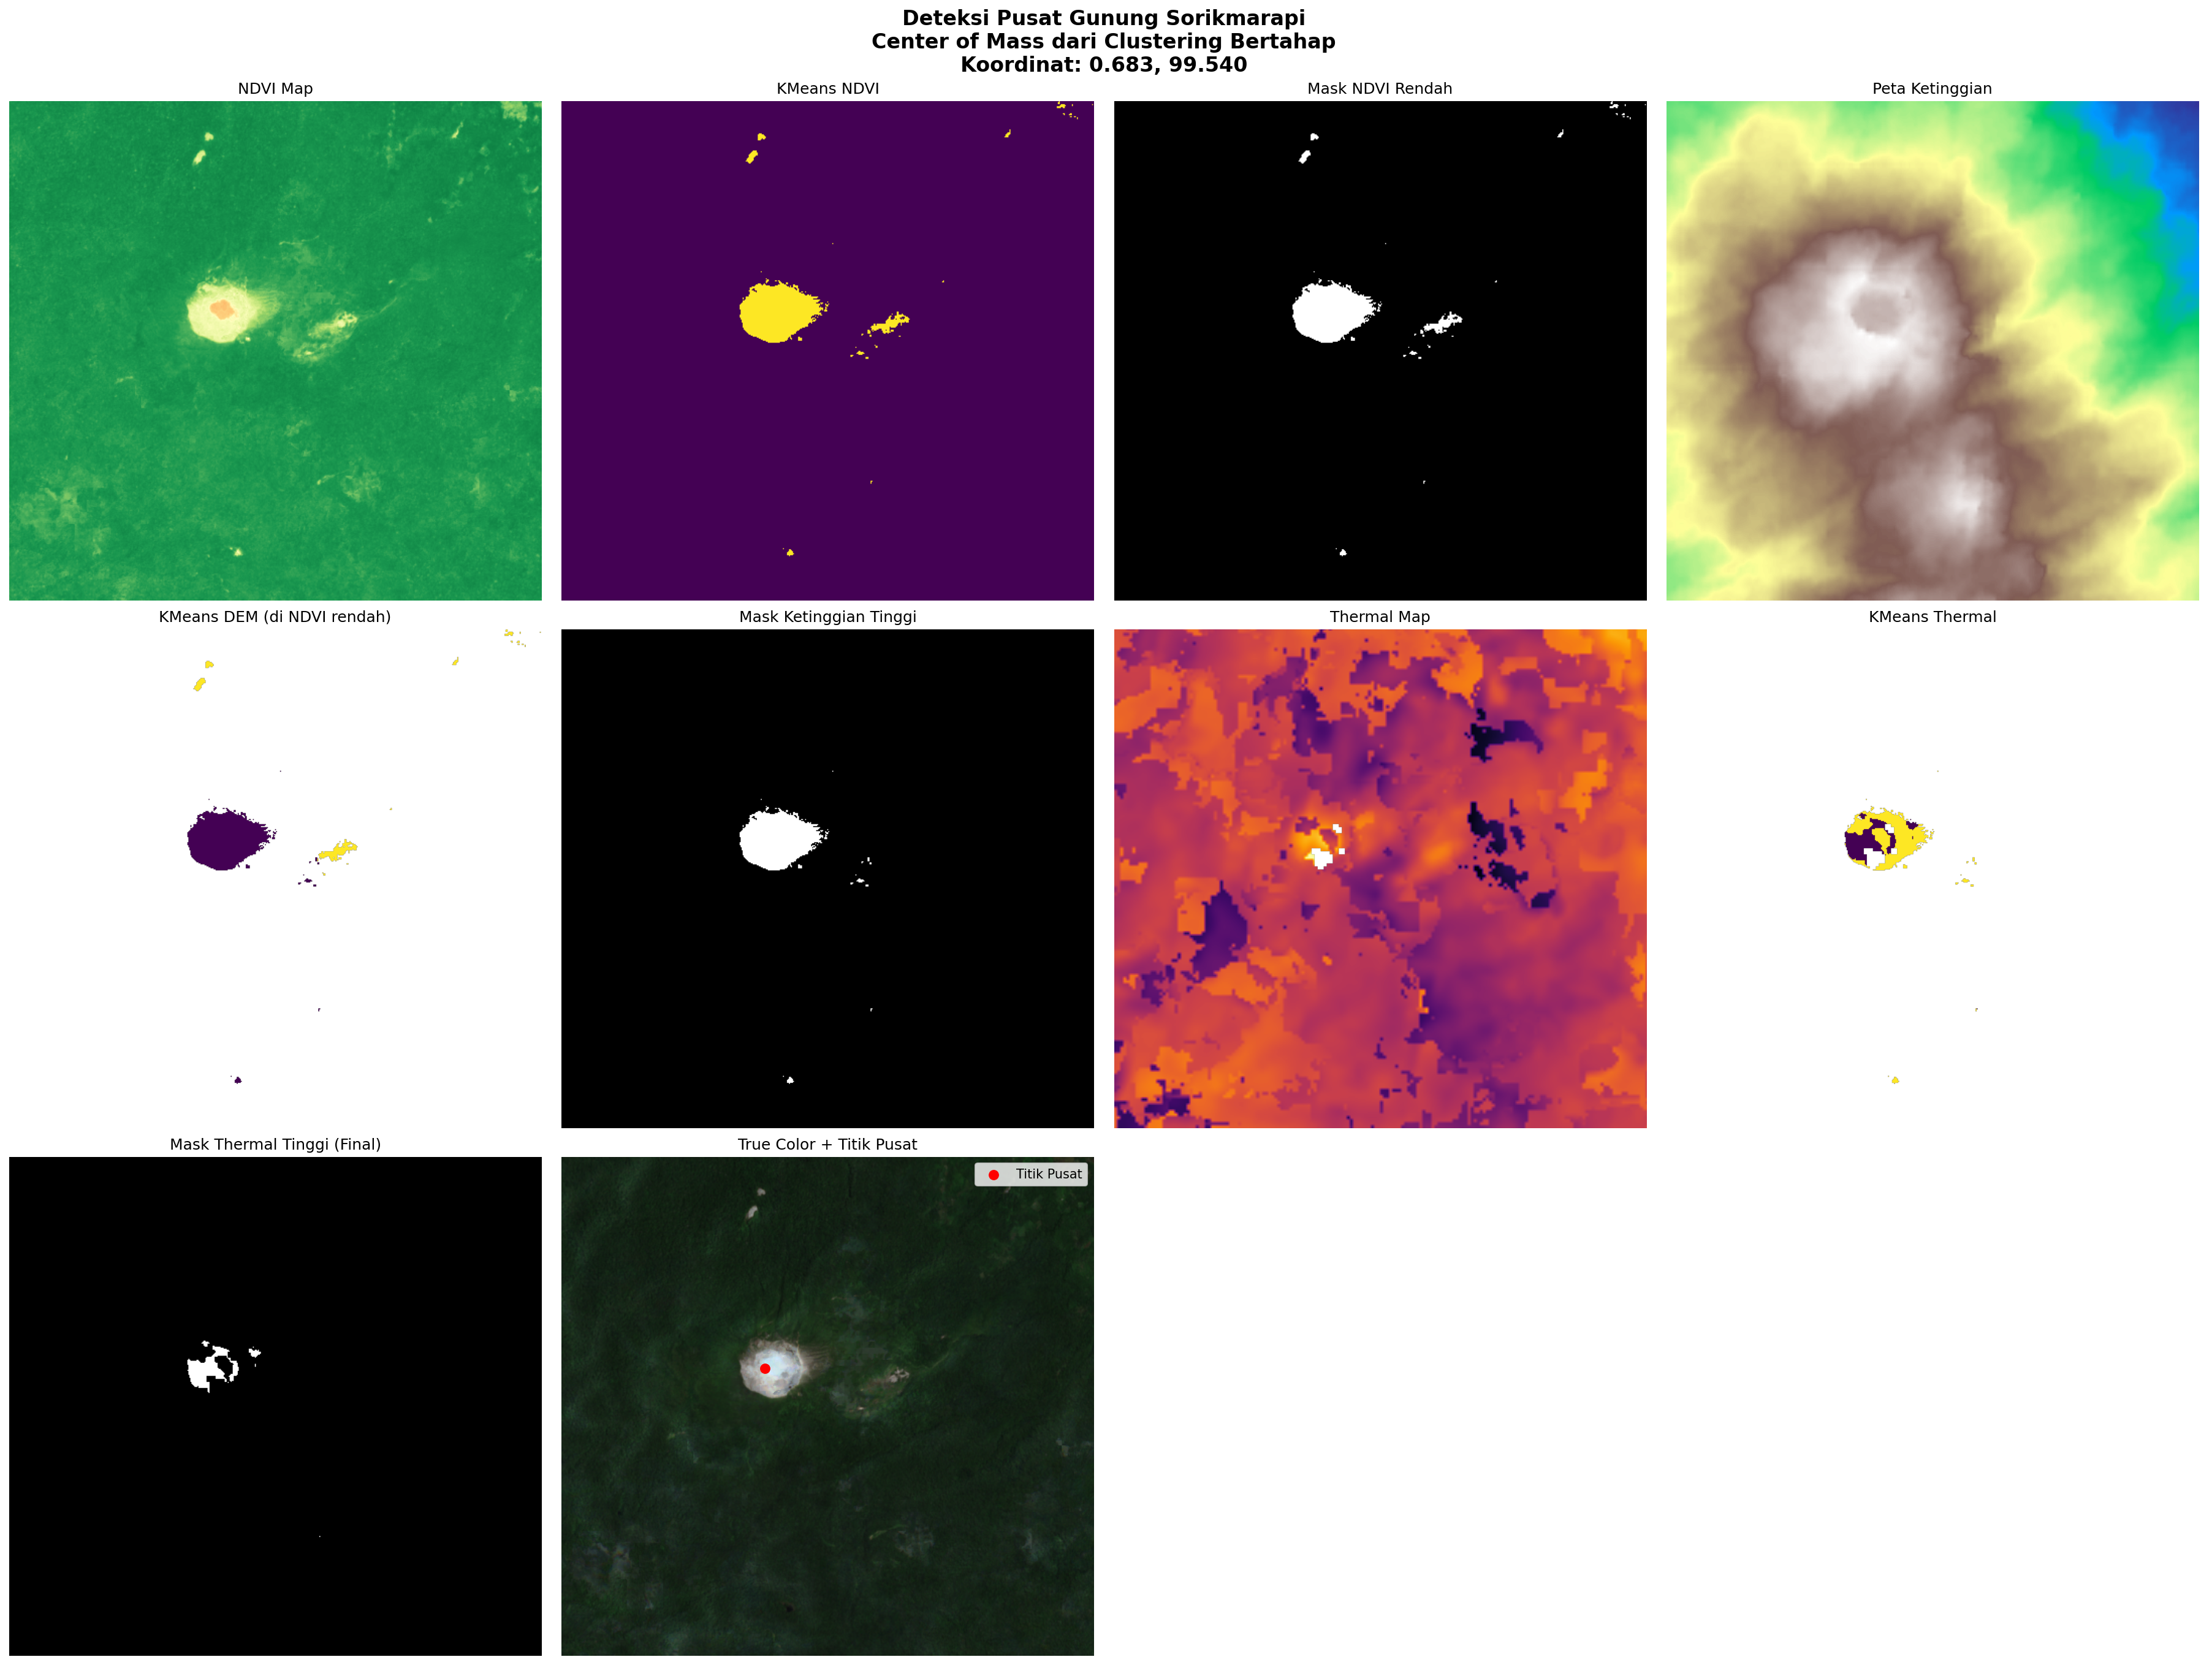 Deteksi Pusat Gunung Sorikmarapi
Center of Mass dari Clustering Bertahap
Koordinat: 0.683, 99.540
NDVI Map
KMeans NDVI
Mask NDVI Rendah
Peta Ketinggian
KMeans DEM (di NDVI rendah)
Mask Ketinggian Tinggi
Thermal Map
KMeans Thermal
Mask Thermal Tinggi (Final)
True Color + Titik Pusat
Titik Pusat